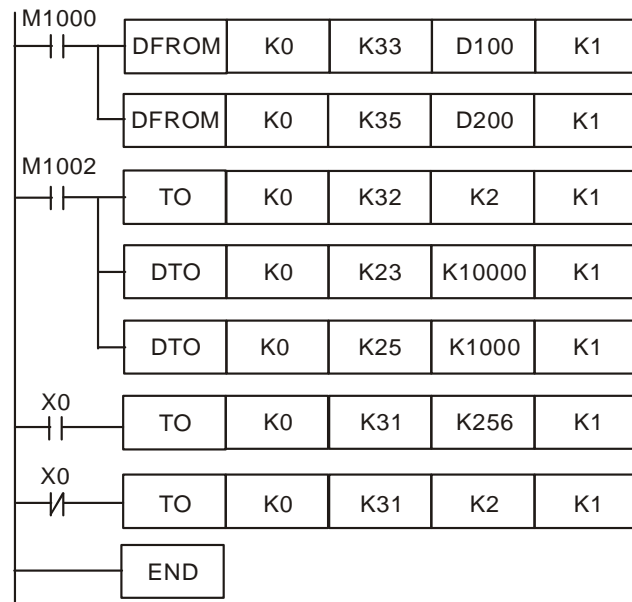 M1000
DFROM K0 K33 D100 K1
DFROM K0 K35 D200 K1
M1002
TO K0 K32 K2 K1
DTO K0 K23 K10000 K1
DTO K0 K25 K1000 K1
X0
TO K0 K31 K256 K1
X0
TO K0 K31 K2 K1
END